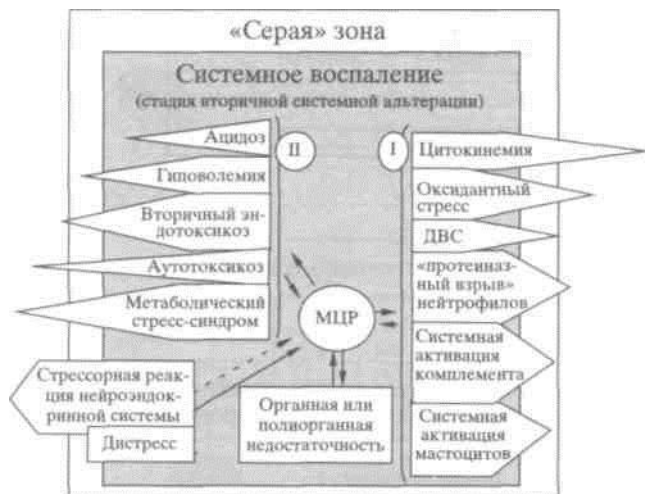 «Серая» зона
Системное воспаление
(стадия вторичной системной альтерации)
Ацидоз
Гиповолемия
Вторичный эн-
дотоксикоз
Аутотоксикоз
Метаболический
стресс-синдром
II
I
Цитокинемия
Оксидантный
стресс
ДВС
“протеиназ-
ный взрыв”
нейтрофилов
Системная
активация
комплемента
Системная
активация
мастоцитов
МЦР
Стрессорная реак-
ция нейроэндок-
ринной системы
Дистресс
Органная или
полиорганная
недостаточность